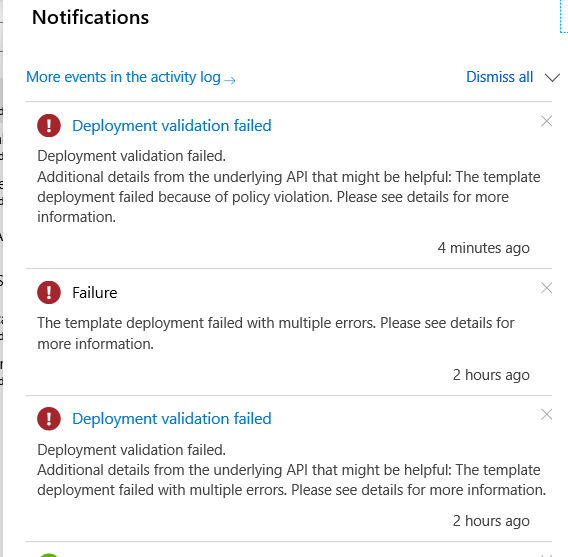 Notifications
More events in the activity log →
Dismiss all
Deployment validation failed
Deployment validation failed.
Additional details from the underlying API that might be helpful: The template
deployment failed because of policy violation. Please see details for more
information.
4 minutes ago
Failure
The template deployment failed with multiple errors. Please see details for
more information.
2 hours ago
Deployment validation failed
Deployment validation failed.
Additional details from the underlying API that might be helpful: The template
deployment failed with multiple errors. Please see details for more information.
2 hours ago